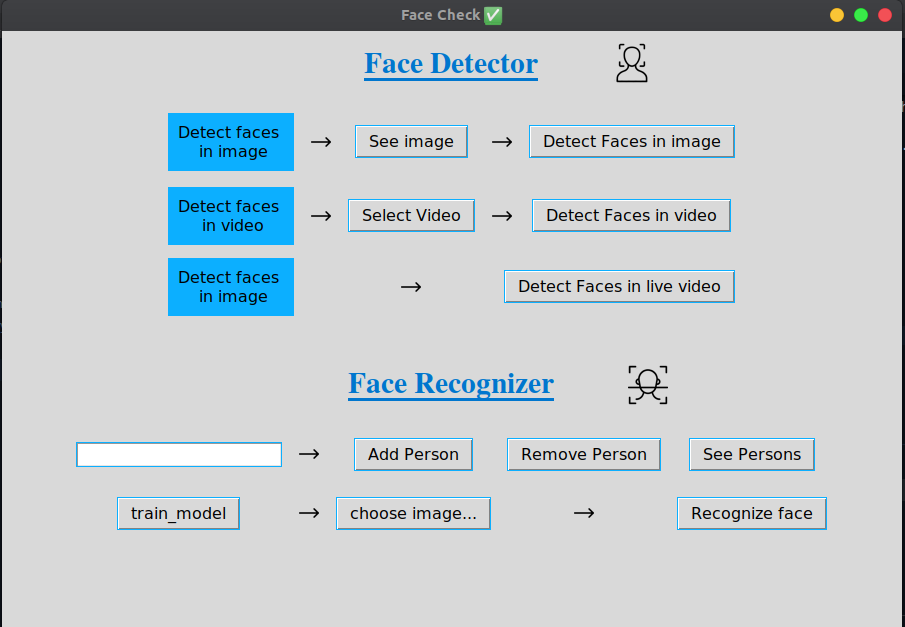 Face Check ✅
Face Detector
Detect faces
in image
→
See image
→
Detect Faces in image
Detect faces
in video
→
Select Video
→
Detect Faces in video
Detect faces
in image
→
Detect Faces in live video
Face Recognizer
→
Add Person
Remove Person
See Persons
train_model
→
choose image...
→
Recognize face